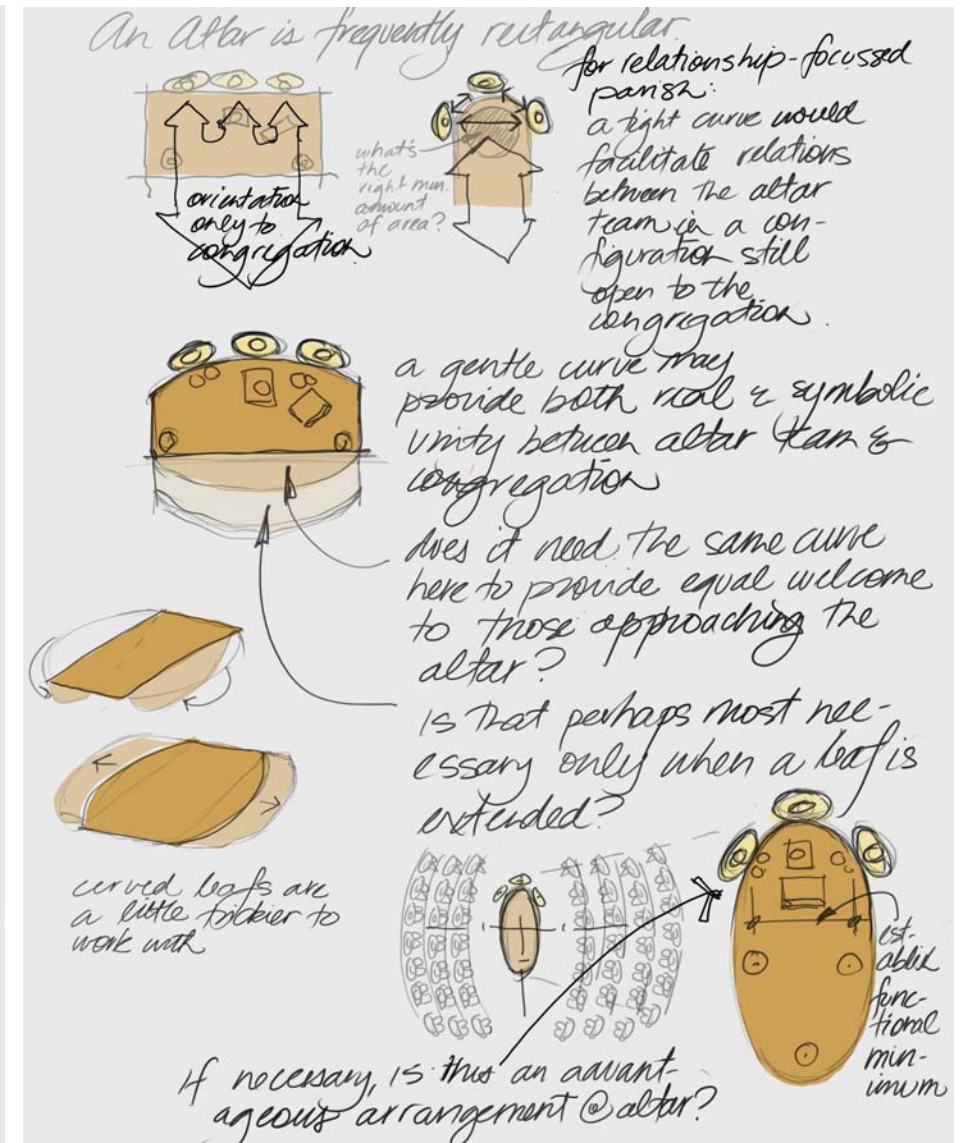 An Altar is frequently rectangular.
orientation
only to
congregation
what's
the
right min.
amount
of area?
for relationship-focussed
parish:
a tight curve would
facilitate relations
between the altar
team in a con-
figuration still
open to the
congregation.
a gentle curve may
provide both real & symbolic
unity between altar team &
congregation
does it need the same curve
here to provide equal welcome
to those approaching the
altar?
is that perhaps most nec-
essary only when a leaf is
extended?
curved leafs are
a little trickier to
work with
est-
ablish
func-
tional
min-
imum
if necessary, is this an advant-
ageous arrangement @ altar?